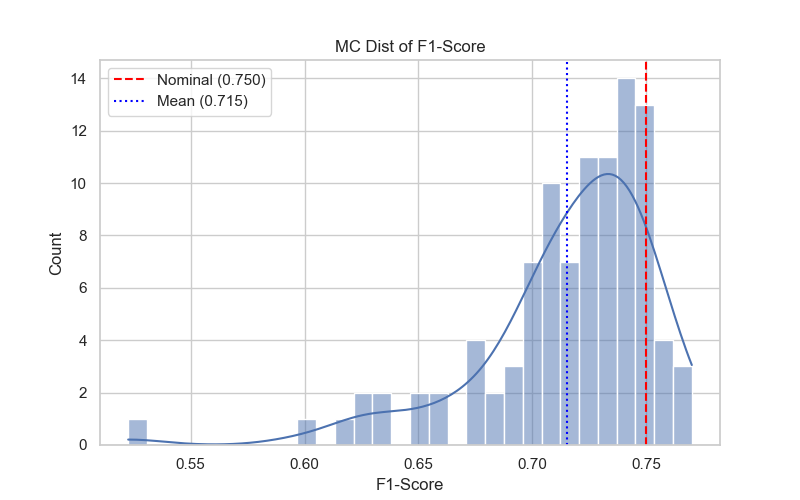 MC Dist of F1-Score
Nominal (0.750)
Mean (0.715)
14
12
10
8
6
4
2
0
Count
0.55
0.60
0.65
0.70
0.75
F1-Score